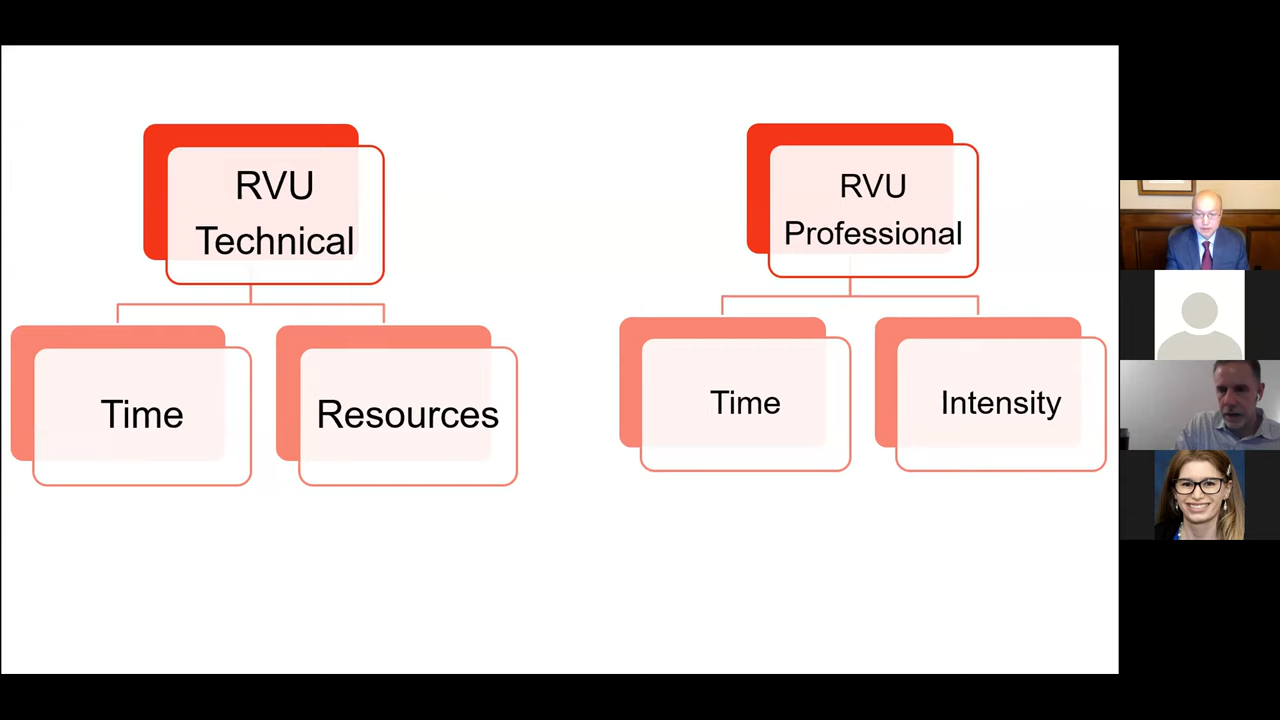 RVU
Technical
Time
Resources
RVU
Professional
Time
Intensity